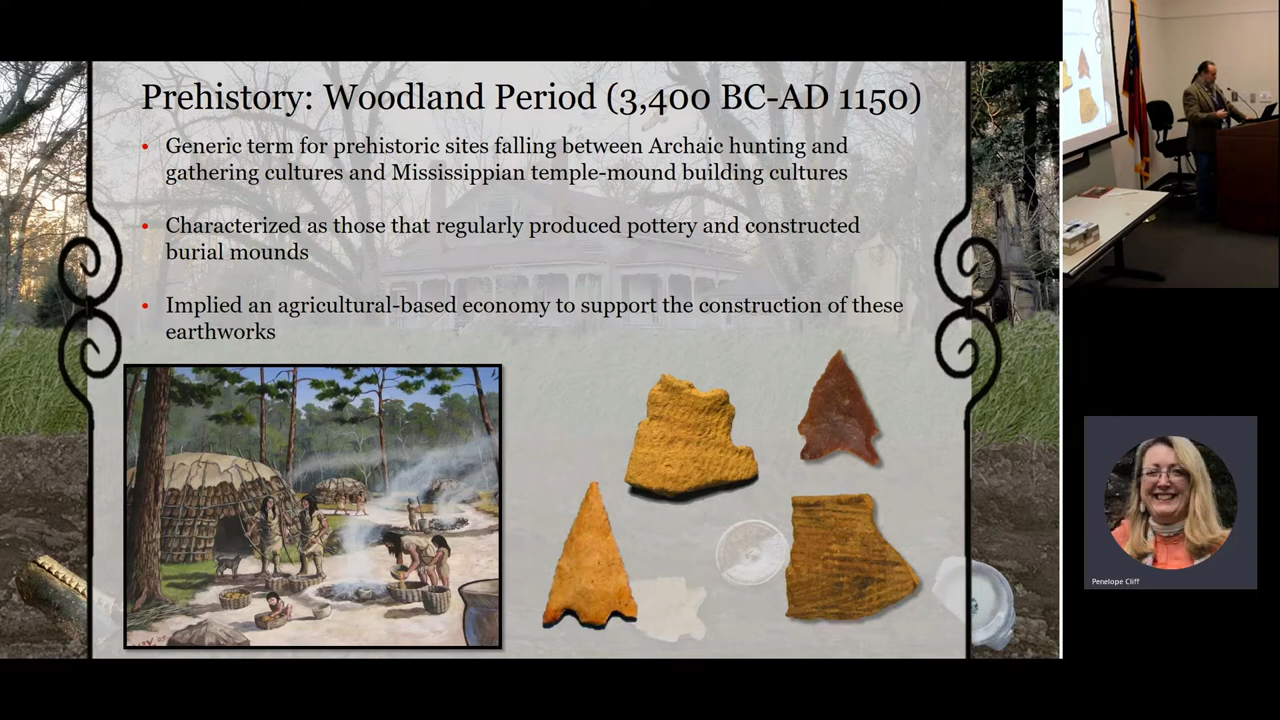 Prehistory: Woodland Period (3,400 BC-AD 1150)
• Generic term for prehistoric sites falling between Archaic hunting and
gathering cultures and Mississippian temple-mound building cultures
• Characterized as those that regularly produced pottery and constructed
burial mounds
• Implied an agricultural-based economy to support the construction of these
earthworks
Penelope Cliff